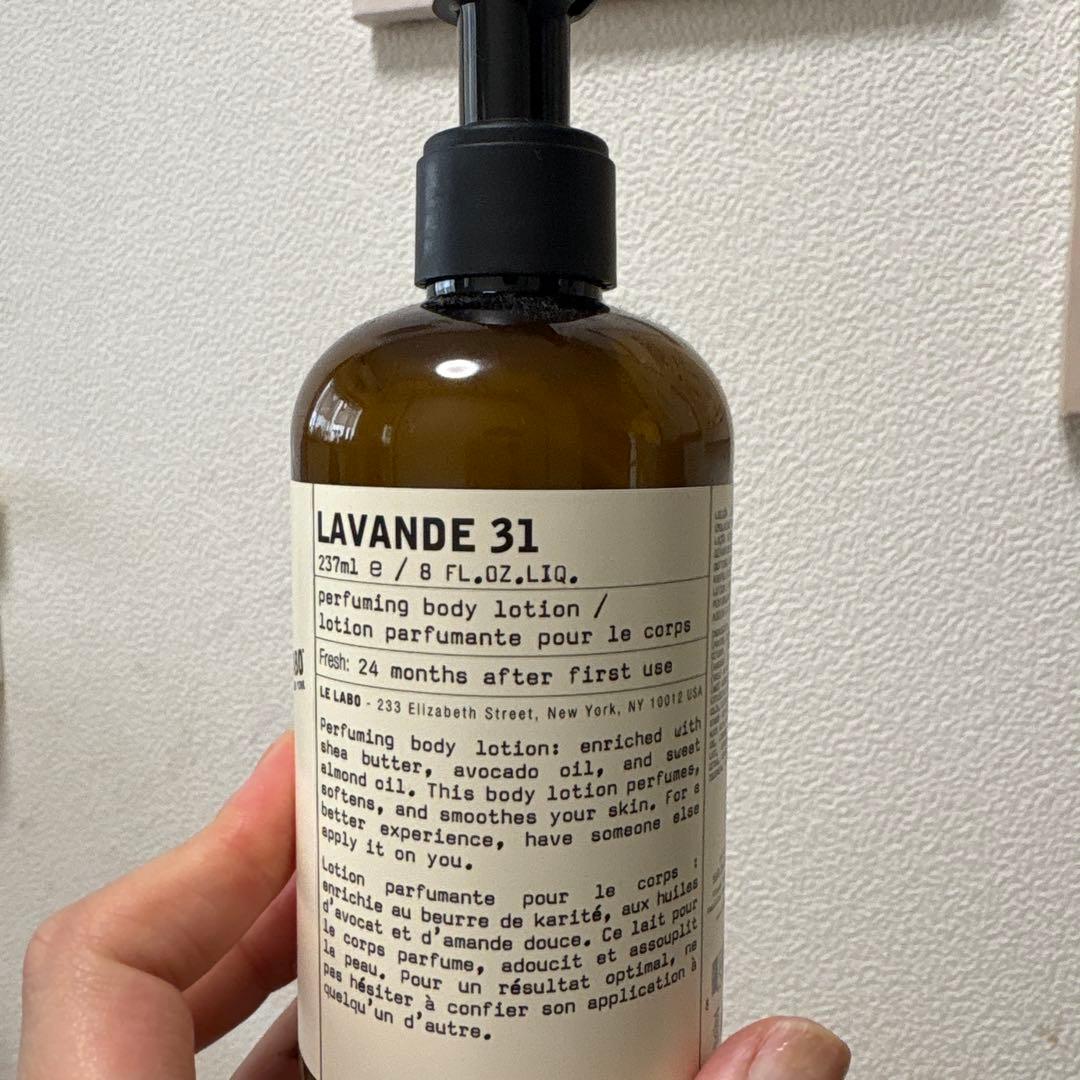 LAVANDE 31
237ml e / 8 FL.OZ.LIQ.
perfuming body lotion /
lotion parfumante pour le corps
Fresh: 24 months after first use
LE LABO - 233 Elizabeth Street, New York, NY 10012 USA
Perfuming body lotion: enriched with
shea butter, avocado oil, and sweet
almond oil. This body lotion perfumes,
softens, and smoothes your skin. For a
better experience, have someone else
apply it on you.
Lotion parfumante pour le corps :
enrichie au beurre de karité, aux huiles
d'avocat et d'amande douce. Ce lait pour
le corps parfume, adoucit et assouplit
la peau. Pour un résultat optimal, ne
pas hésiter à confier son application à
quelqu'un d'autre.